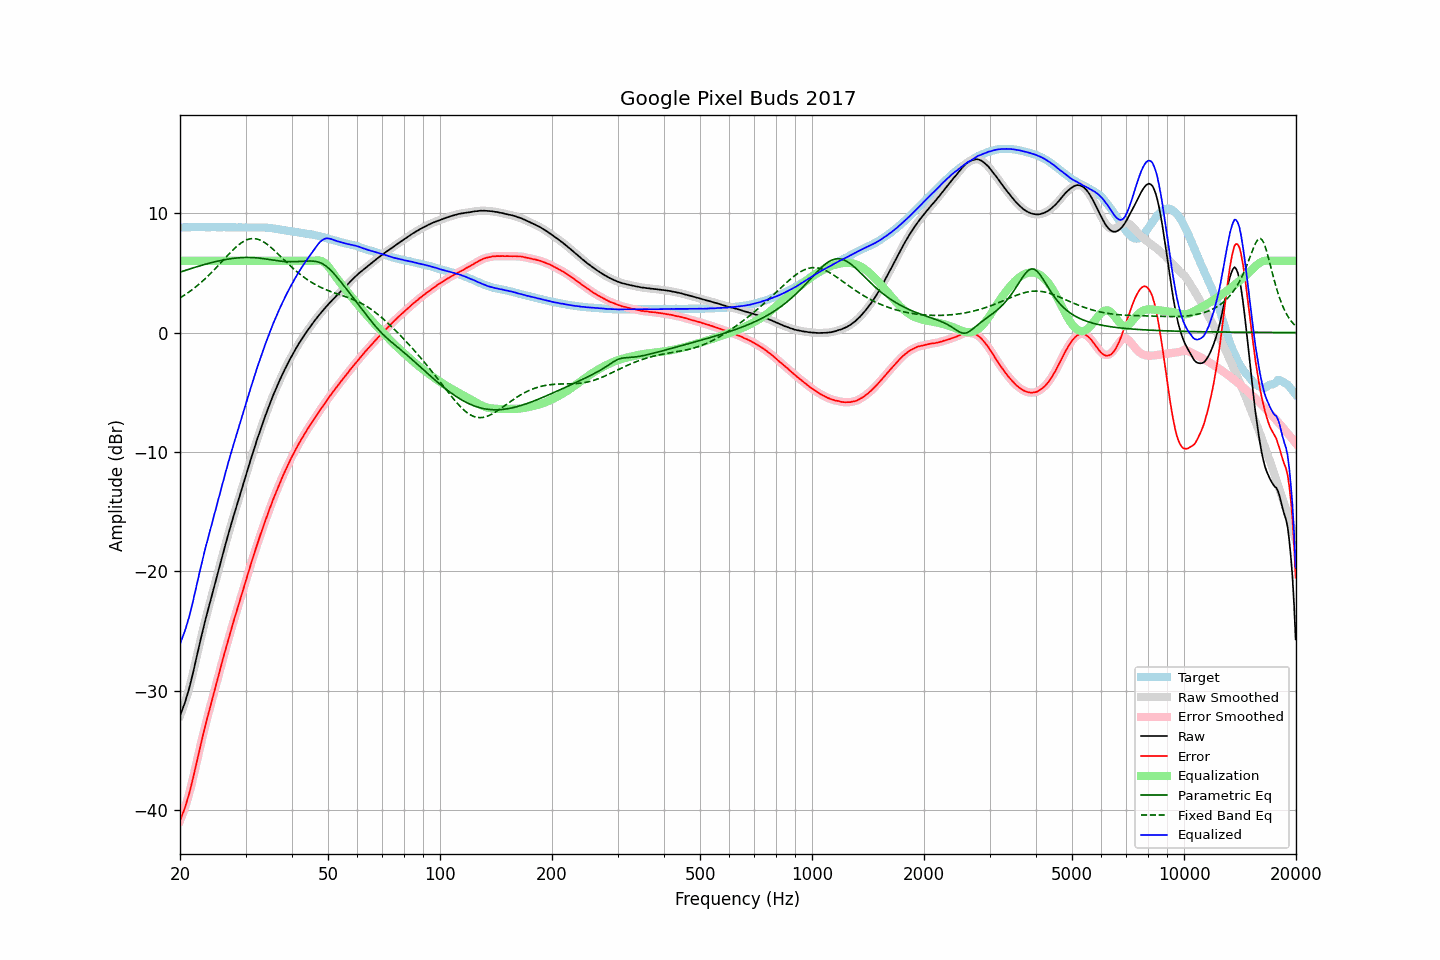 Google Pixel Buds 2017
Amplitude (dBr)
10
0
−10
−20
−30
−40
20
50
100
200
500
1000
2000
5000
10000
20000
Frequency (Hz)
Target
Raw Smoothed
Error Smoothed
Raw
Error
Equalization
Parametric Eq
Fixed Band Eq
Equalized